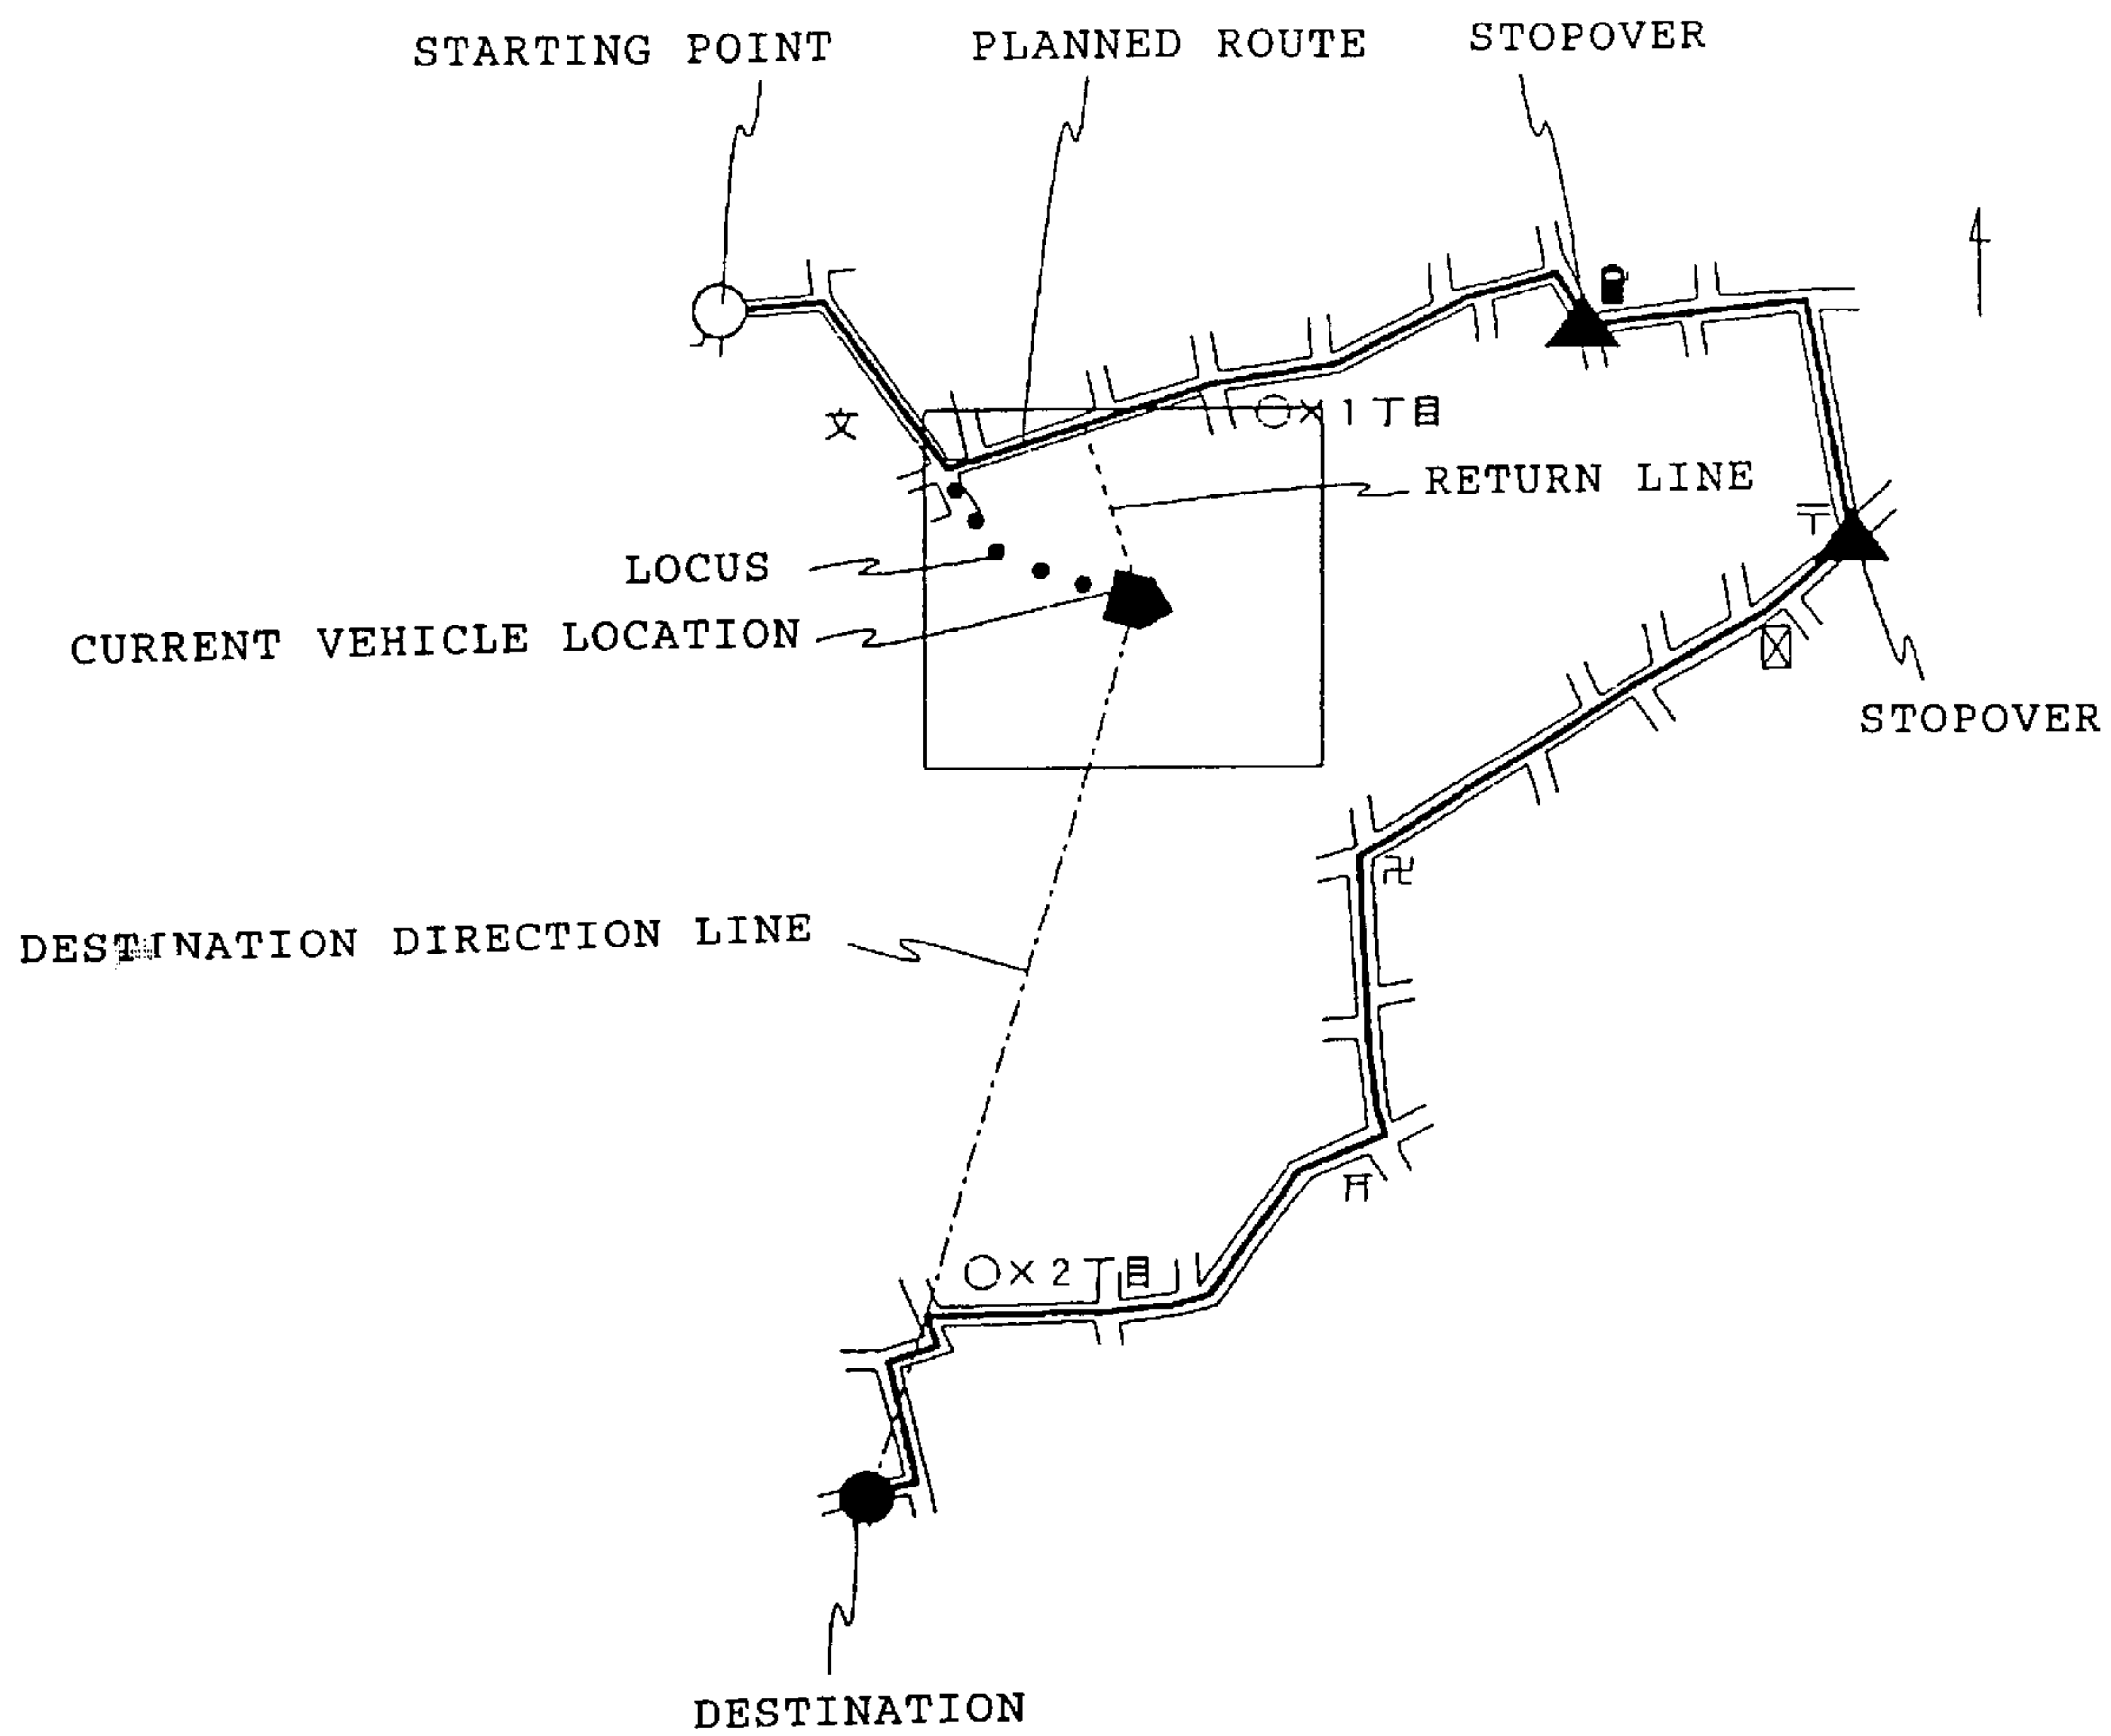 STARTING POINT
PLANNED ROUTE
STOPOVER
文
○×1丁目
RETURN LINE
〒
LOCUS
CURRENT VEHICLE LOCATION
STOPOVER
卍
DESTINATION DIRECTION LINE
○×2丁目
DESTINATION